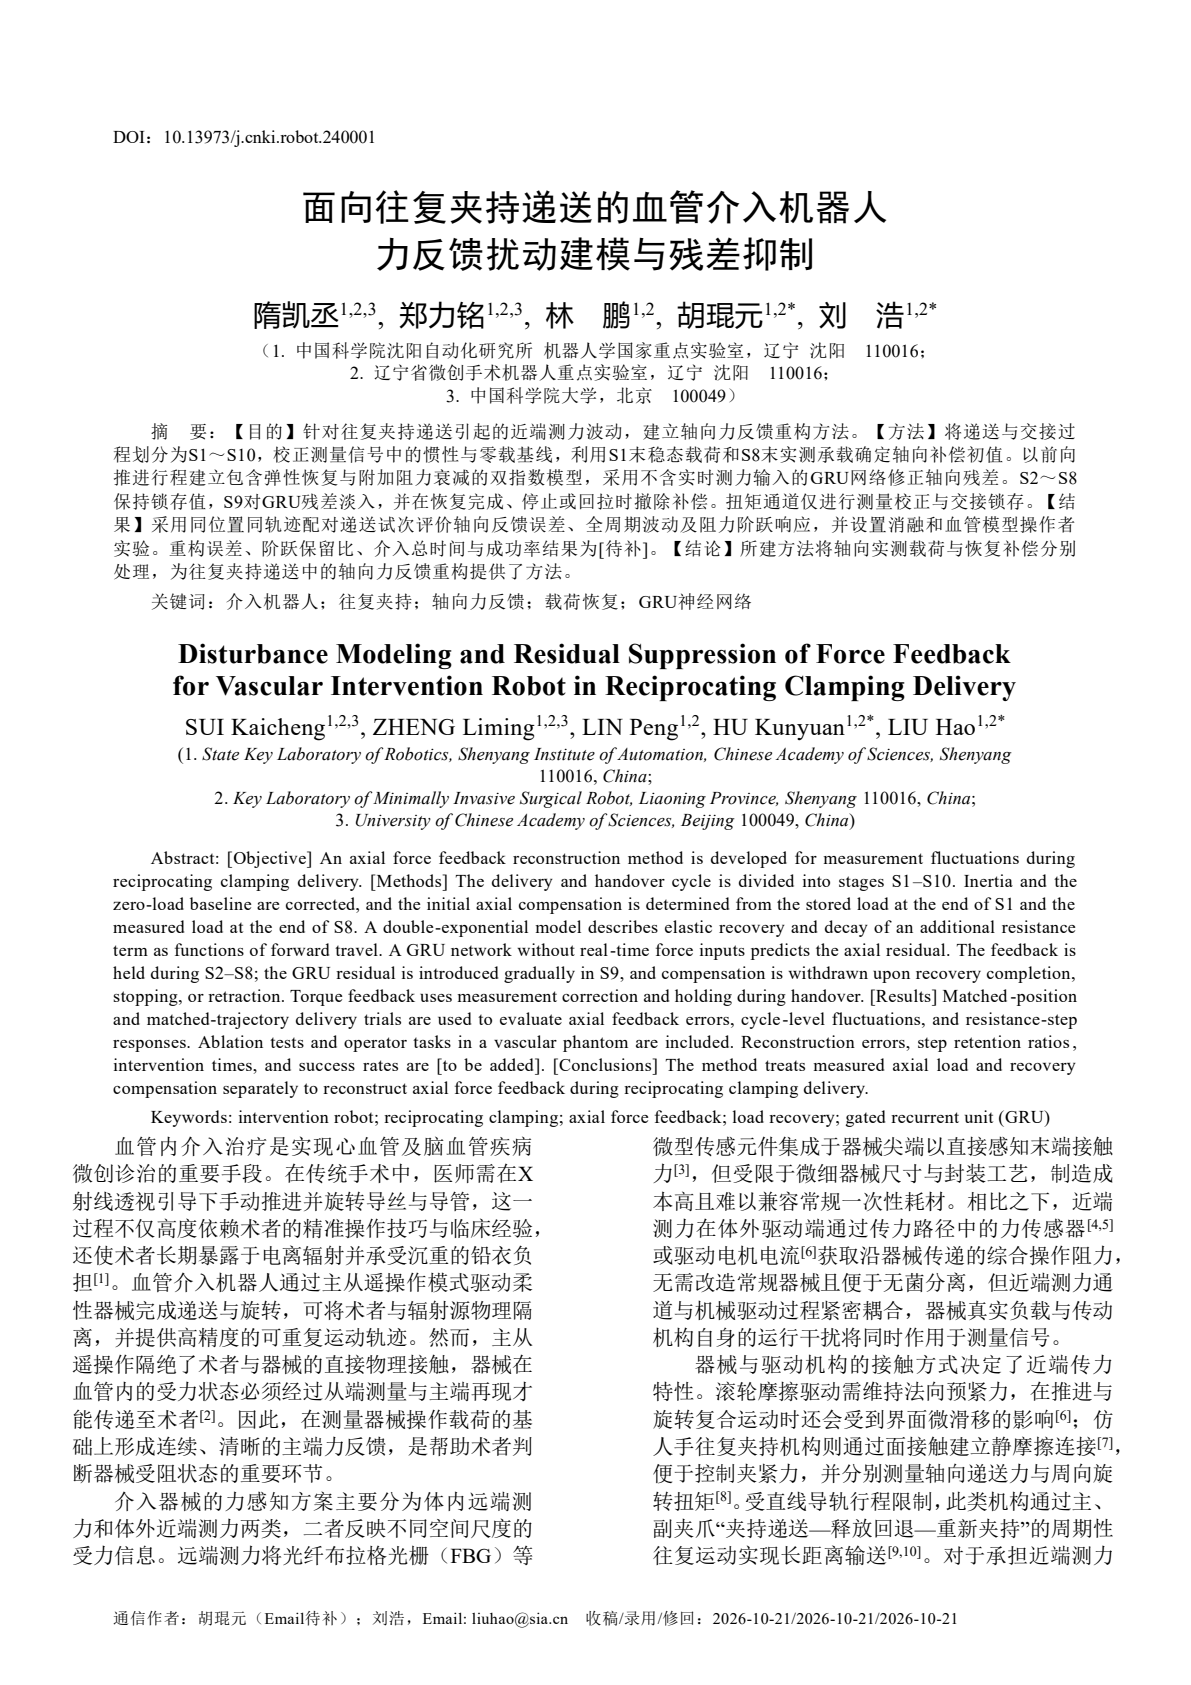 DOI：10.13973/j.cnki.robot.240001
面向往复夹持递送的血管介入机器人
力反馈扰动建模与残差抑制
隋凯丞1,2,3，郑力铭1,2,3，林　鹏1,2，胡琨元1,2*，刘　浩1,2*
（1. 中国科学院沈阳自动化研究所 机器人学国家重点实验室，辽宁 沈阳　110016；
2. 辽宁省微创手术机器人重点实验室，辽宁 沈阳　110016；
3. 中国科学院大学，北京　100049）
摘　要：【目的】针对往复夹持递送引起的近端测力波动，建立轴向力反馈重构方法。【方法】将递送与交接过
程划分为S1～S10，校正测量信号中的惯性与零载基线，利用S1末稳态载荷和S8末实测承载确定轴向补偿初值。以前向
推进行程建立包含弹性恢复与附加阻力衰减的双指数模型，采用不含实时测力输入的GRU网络修正轴向残差。S2～S8
保持锁存值，S9对GRU残差淡入，并在恢复完成、停止或回拉时撤除补偿。扭矩通道仅进行测量校正与交接锁存。【结
果】采用同位置同轨迹配对递送试次评价轴向反馈误差、全周期波动及阻力阶跃响应，并设置消融和血管模型操作者
实验。重构误差、阶跃保留比、介入总时间与成功率结果为[待补]。【结论】所建方法将轴向实测载荷与恢复补偿分别
处理，为往复夹持递送中的轴向力反馈重构提供了方法。
关键词：介入机器人；往复夹持；轴向力反馈；载荷恢复；GRU神经网络
Disturbance Modeling and Residual Suppression of Force Feedback
for Vascular Intervention Robot in Reciprocating Clamping Delivery
SUI Kaicheng1,2,3, ZHENG Liming1,2,3, LIN Peng1,2, HU Kunyuan1,2*, LIU Hao1,2*
(1. State Key Laboratory of Robotics, Shenyang Institute of Automation, Chinese Academy of Sciences, Shenyang
110016, China;
2. Key Laboratory of Minimally Invasive Surgical Robot, Liaoning Province, Shenyang 110016, China;
3. University of Chinese Academy of Sciences, Beijing 100049, China)
Abstract: [Objective] An axial force feedback reconstruction method is developed for measurement fluctuations during
reciprocating clamping delivery. [Methods] The delivery and handover cycle is divided into stages S1–S10. Inertia and the
zero-load baseline are corrected, and the initial axial compensation is determined from the stored load at the end of S1 and the
measured load at the end of S8. A double-exponential model describes elastic recovery and decay of an additional resistance
term as functions of forward travel. A GRU network without real-time force inputs predicts the axial residual. The feedback is
held during S2–S8; the GRU residual is introduced gradually in S9, and compensation is withdrawn upon recovery completion,
stopping, or retraction. Torque feedback uses measurement correction and holding during handover. [Results] Matched-position
and matched-trajectory delivery trials are used to evaluate axial feedback errors, cycle-level fluctuations, and resistance-step
responses. Ablation tests and operator tasks in a vascular phantom are included. Reconstruction errors, step retention ratios,
intervention times, and success rates are [to be added]. [Conclusions] The method treats measured axial load and recovery
compensation separately to reconstruct axial force feedback during reciprocating clamping delivery.
Keywords: intervention robot; reciprocating clamping; axial force feedback; load recovery; gated recurrent unit (GRU)
血管内介入治疗是实现心血管及脑血管疾病
微创诊治的重要手段。在传统手术中，医师需在X
射线透视引导下手动推进并旋转导丝与导管，这一
过程不仅高度依赖术者的精准操作技巧与临床经验，
还使术者长期暴露于电离辐射并承受沉重的铅衣负
担[1]。血管介入机器人通过主从遥操作模式驱动柔
性器械完成递送与旋转，可将术者与辐射源物理隔
离，并提供高精度的可重复运动轨迹。然而，主从
遥操作隔绝了术者与器械的直接物理接触，器械在
血管内的受力状态必须经过从端测量与主端再现才
能传递至术者[2]。因此，在测量器械操作载荷的基
础上形成连续、清晰的主端力反馈，是帮助术者判
断器械受阻状态的重要环节。
介入器械的力感知方案主要分为体内远端测
力和体外近端测力两类，二者反映不同空间尺度的
受力信息。远端测力将光纤布拉格光栅（FBG）等
微型传感元件集成于器械尖端以直接感知末端接触
力[3]，但受限于微细器械尺寸与封装工艺，制造成
本高且难以兼容常规一次性耗材。相比之下，近端
测力在体外驱动端通过传力路径中的力传感器[4,5]
或驱动电机电流[6]获取沿器械传递的综合操作阻力，
无需改造常规器械且便于无菌分离，但近端测力通
道与机械驱动过程紧密耦合，器械真实负载与传动
机构自身的运行干扰将同时作用于测量信号。
器械与驱动机构的接触方式决定了近端传力
特性。滚轮摩擦驱动需维持法向预紧力，在推进与
旋转复合运动时还会受到界面微滑移的影响[6]；仿
人手往复夹持机构则通过面接触建立静摩擦连接[7]，
便于控制夹紧力，并分别测量轴向递送力与周向旋
转扭矩[8]。受直线导轨行程限制，此类机构通过主、
副夹爪“夹持递送—释放回退—重新夹持”的周期性
往复运动实现长距离输送[9,10]。对于承担近端测力
通信作者：胡琨元（Email待补）；刘浩，Email: liuhao@sia.cn　收稿/录用/修回：2026-10-21/2026-10-21/2026-10-21